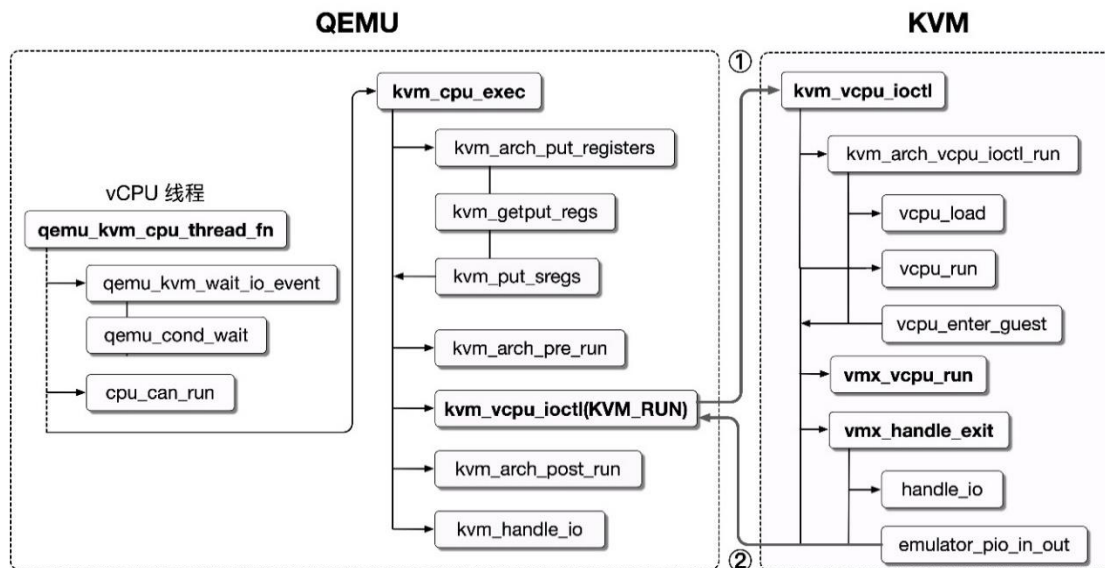 QEMU
KVM
①
vCPU 线程
qemu_kvm_cpu_thread_fn
qemu_kvm_wait_io_event
qemu_cond_wait
cpu_can_run
kvm_cpu_exec
kvm_arch_put_registers
kvm_getput_regs
kvm_put_sregs
kvm_arch_pre_run
kvm_vcpu_ioctl(KVM_RUN)
kvm_arch_post_run
kvm_handle_io
kvm_vcpu_ioctl
kvm_arch_vcpu_ioctl_run
vcpu_load
vcpu_run
vcpu_enter_guest
vmx_vcpu_run
vmx_handle_exit
handle_io
emulator_pio_in_out
②